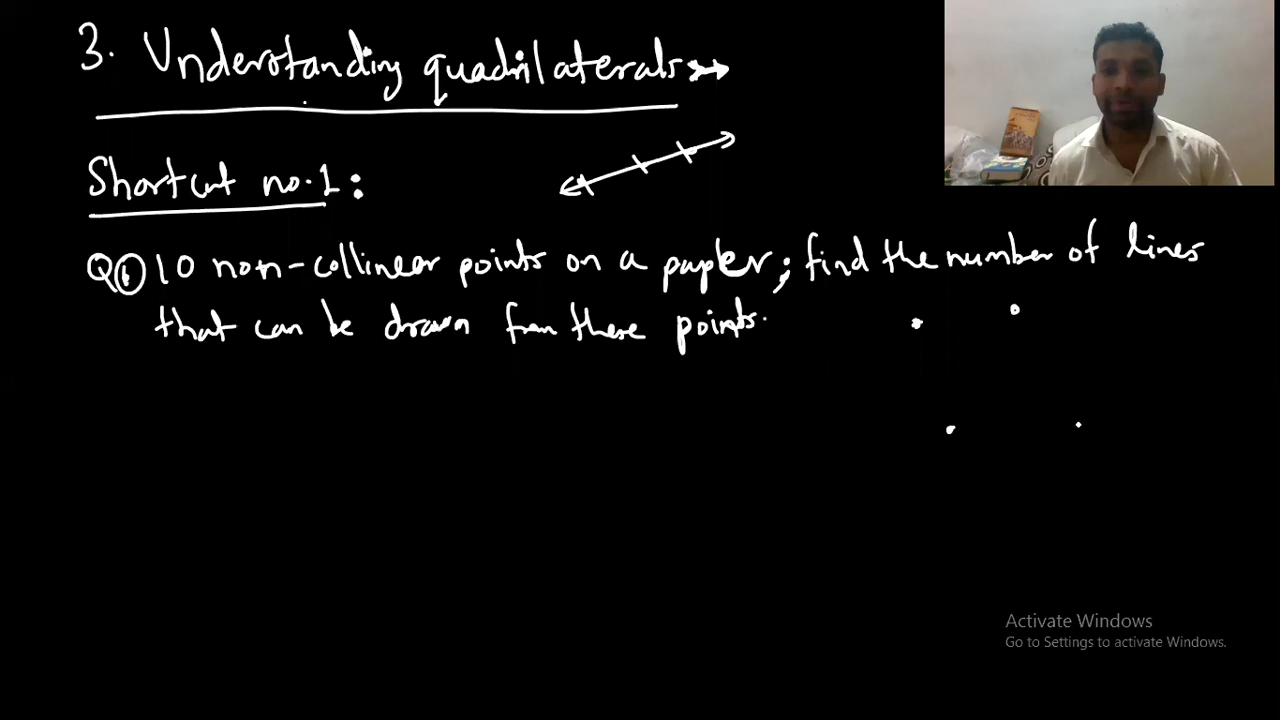 3. Understanding quadrilaterals
Shortcut no.1:
Q① 10 non-collinear points on a paper; find the number of lines
that can be drawn from these points.
Activate Windows
Go to Settings to activate Windows.